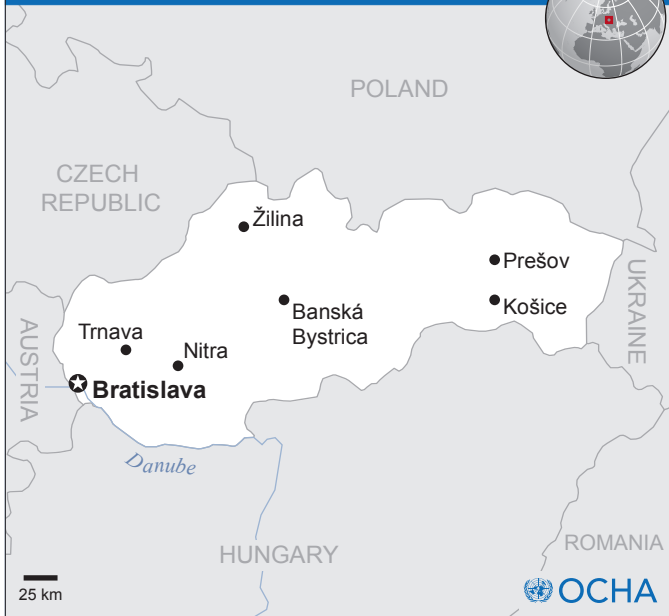 POLAND
CZECH
REPUBLIC
Žilina
Prešov
UKRAINE
Košice
Banská
Bystrica
AUSTRIA
Trnava
Nitra
Bratislava
Danube
HUNGARY
ROMANIA
25 km
OCHA